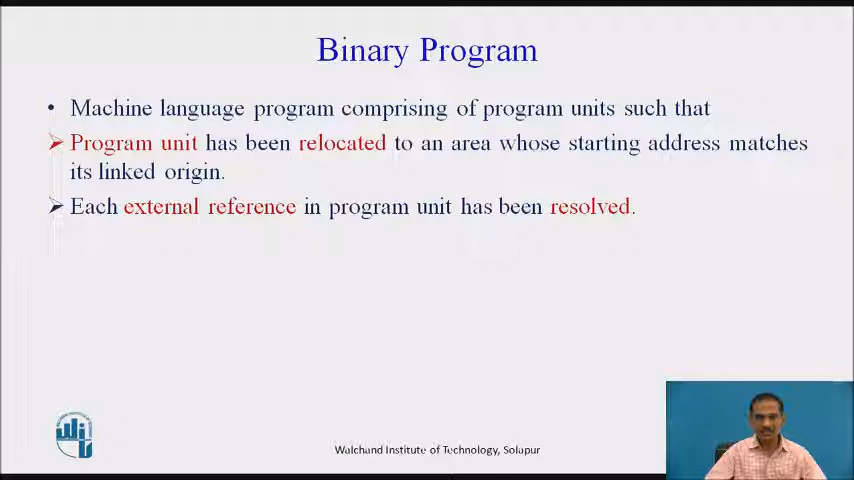 Binary Program
• Machine language program comprising of program units such that
➢ Program unit has been relocated to an area whose starting address matches
its linked origin.
➢ Each external reference in program unit has been resolved.
Walchand Institute of Technology, Solapur